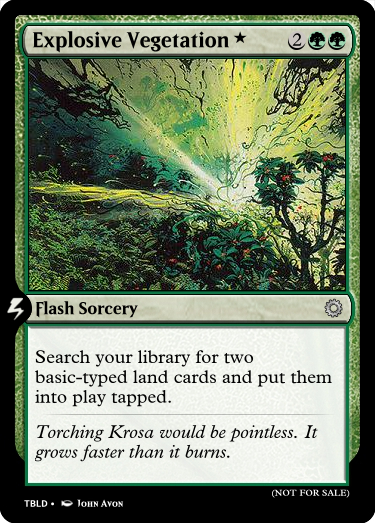 Explosive Vegetation ★ 2
Flash Sorcery
Search your library for two
basic-typed land cards and put them
into play tapped.
Torching Krosa would be pointless. It
grows faster than it burns.
(NOT FOR SALE)
TBLD • John Avon